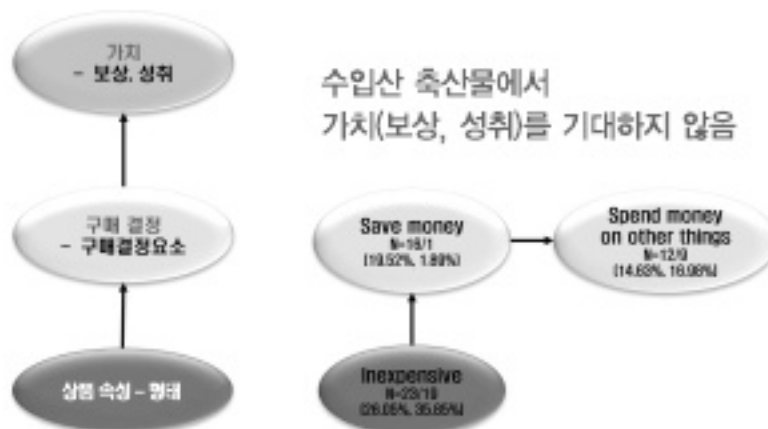 가치
- 보상, 성취
수입산 축산물에서
가치(보상, 성취)를 기대하지 않음
구매 결정
- 구매결정요소
Save money
N=16/1
(19.52%, 1.89%)
Spend money
on other things
N=12/9
(14.63%, 16.98%)
상품 속성 – 형태
Inexpensive
N=23/19
(28.05%, 35.85%)